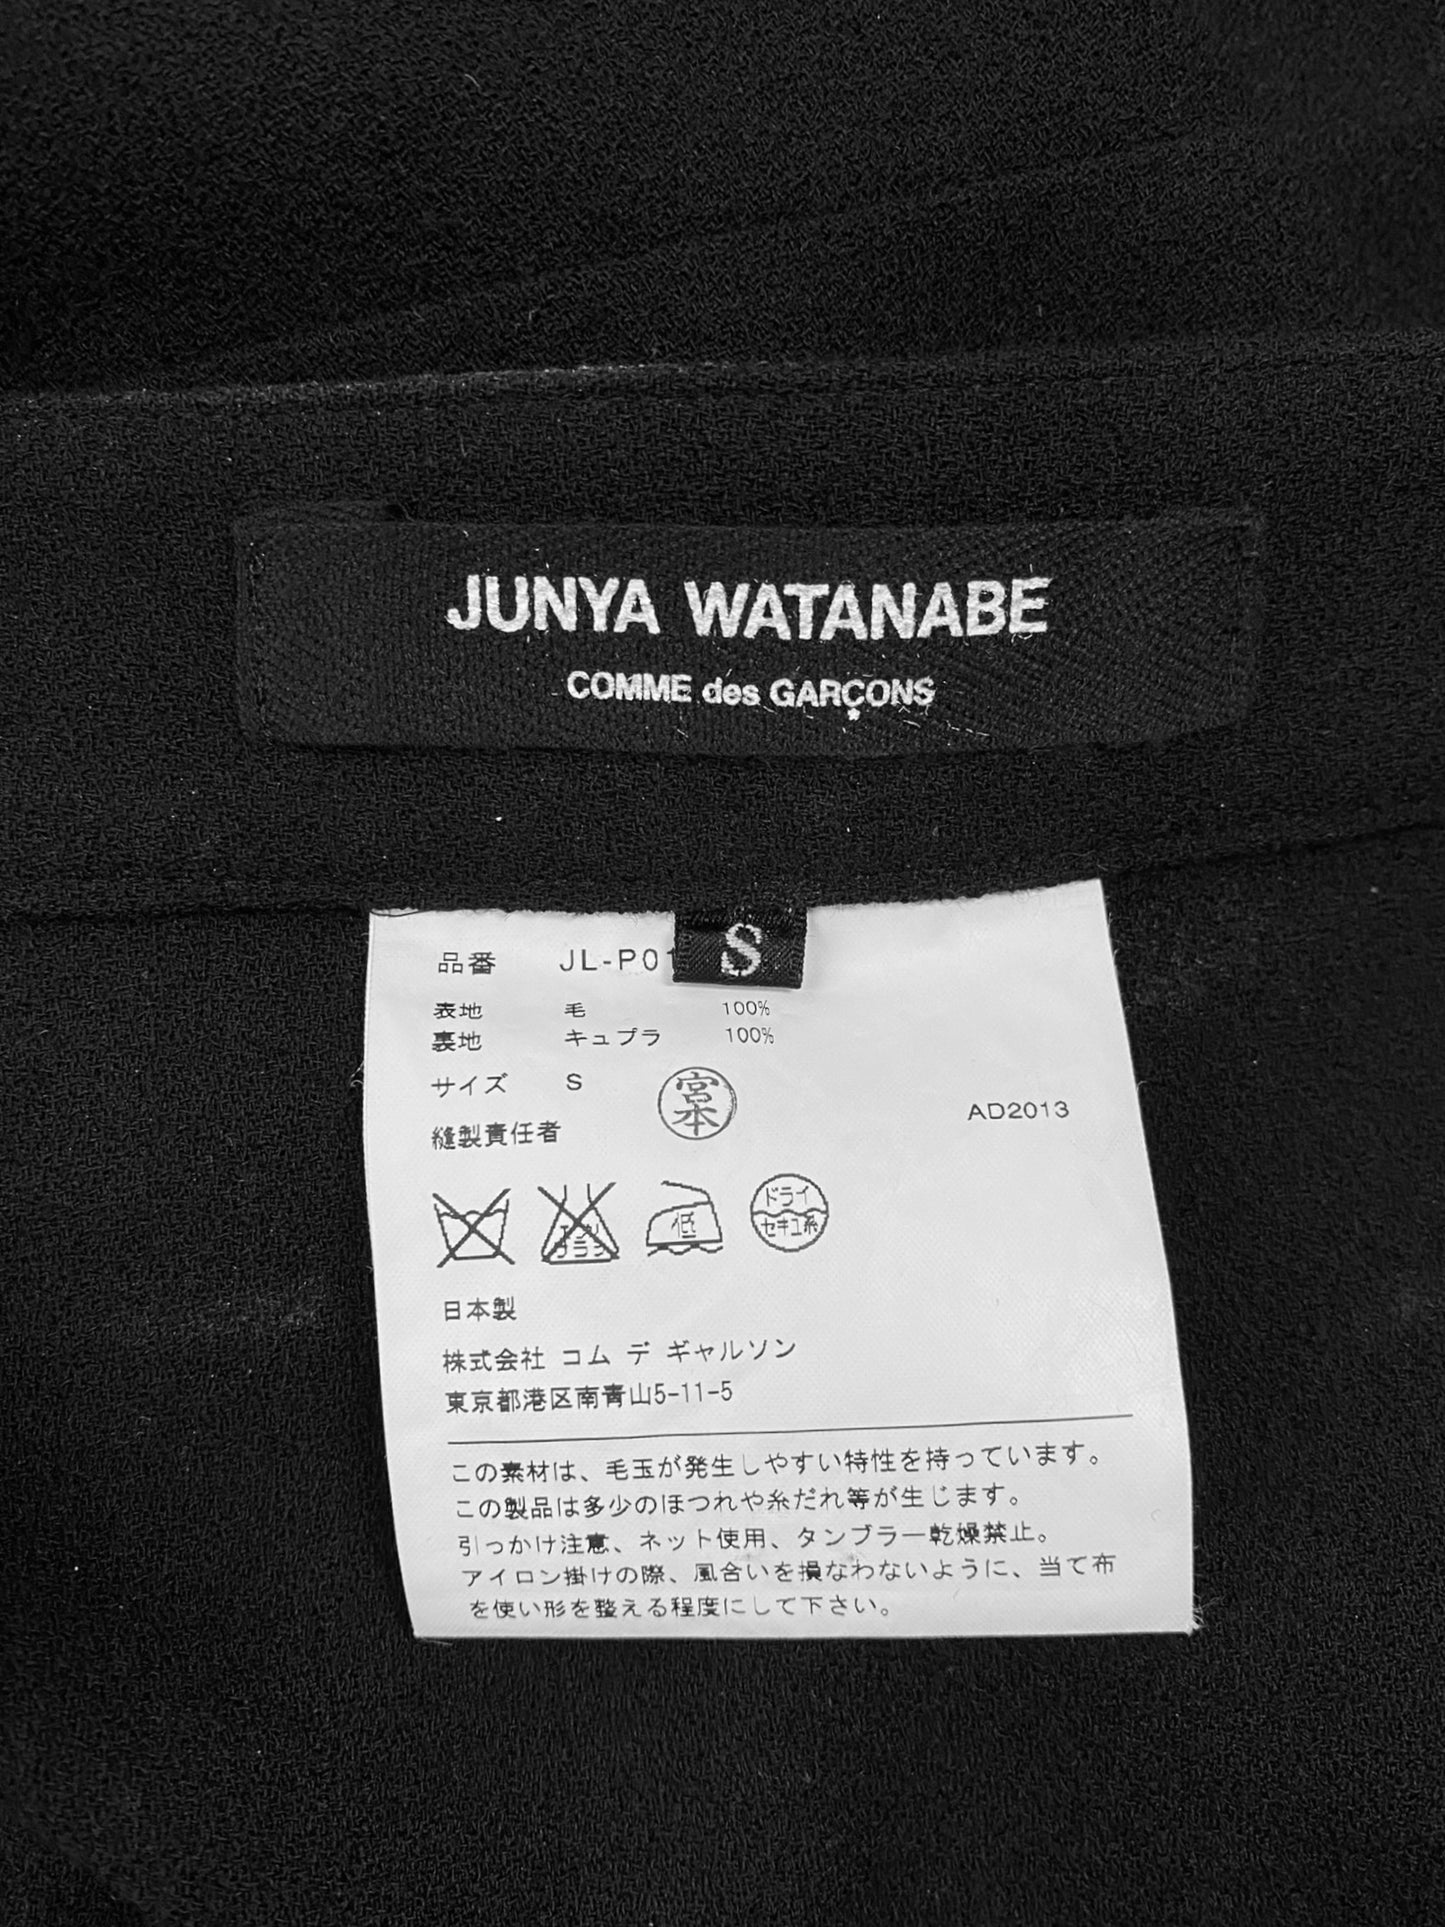 JUNYA WATANABE
COMME des GARÇONS
S
品番 JL-P0
表地 毛 100%
裏地 キュプラ 100%
サイズ S
宮本
AD2013
縫製責任者
エンソ
フラシ
低
ドライ
セキユ系
日本製
株式会社 コム デ ギャルソン
東京都港区南青山5-11-5
この素材は、毛玉が発生しやすい特性を持っています。
この製品は多少のほつれや糸だれ等が生じます。
引っかけ注意、ネット使用、タンブラー乾燥禁止。
アイロン掛けの際、風合いを損なわないように、当て布
を使い形を整える程度にして下さい。